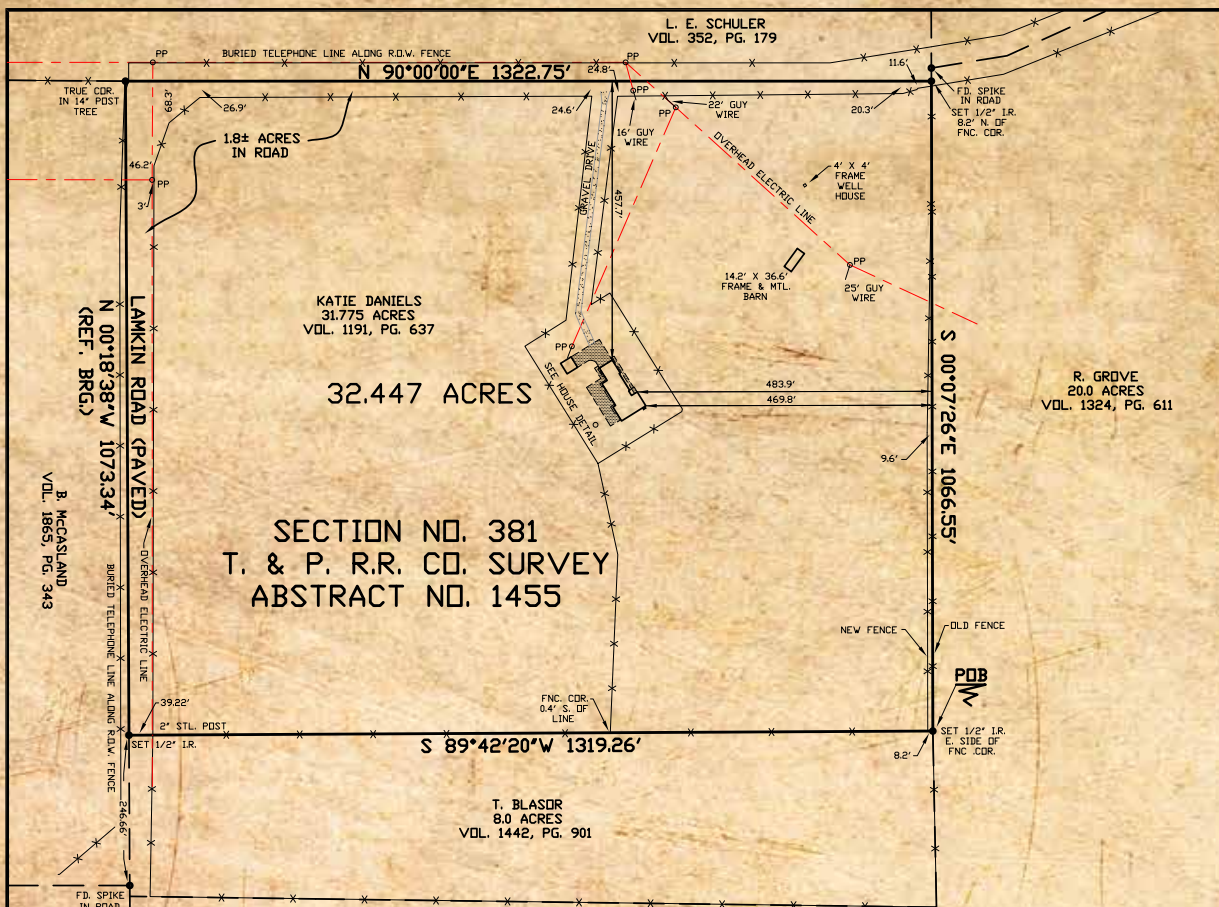 L. E. SCHULER
VOL. 352, PG. 179
PP
BURIED TELEPHONE LINE ALONG R.O.W. FENCE
PP
N 90°00'00"E 1322.75'
24.8'
11.6'
TRUE COR.
IN 14" POST
TREE
68.3'
26.9'
24.6'
PP
16' GUY
WIRE
22' GUY
WIRE
20.3'
FD. SPIKE
IN ROAD
SET 1/2" I.R.
8.2' N. OF
FNC. COR.
1.8± ACRES
IN ROAD
46.2'
PP
3'
GRAVEL DRIVE
457.7'
OVERHEAD ELECTRIC LINE
4' X 4'
FRAME
WELL
HOUSE
PP
14.2' X 36.6'
FRAME & MTL.
BARN
25' GUY
WIRE
KATIE DANIELS
31.775 ACRES
VOL. 1191, PG. 637
LAMKIN ROAD (PAVED)
N 00°18'38"W 1073.34'
(REF. BRG.)
PP
SEE HOUSE DETAIL
32.447 ACRES
483.9'
469.8'
S 00°07'26"E 1066.55'
R. GROVE
20.0 ACRES
VOL. 1324, PG. 611
9.6'
B. McCASLAND
VOL. 1865, PG. 343
SECTION NO. 381
T. & P. R.R. CO. SURVEY
ABSTRACT NO. 1455
BURIED TELEPHONE LINE ALONG R.O.W. FENCE
OVERHEAD ELECTRIC LINE
NEW FENCE
OLD FENCE
POB
39.22'
2" STL. POST
SET 1/2" I.R.
FNC. COR.
0.4' S. OF
LINE
S 89°42'20"W 1319.26'
8.2'
SET 1/2" I.R.
E. SIDE OF
FNC .COR.
246.66'
T. BLASOR
8.0 ACRES
VOL. 1442, PG. 901
FD. SPIKE
IN ROAD